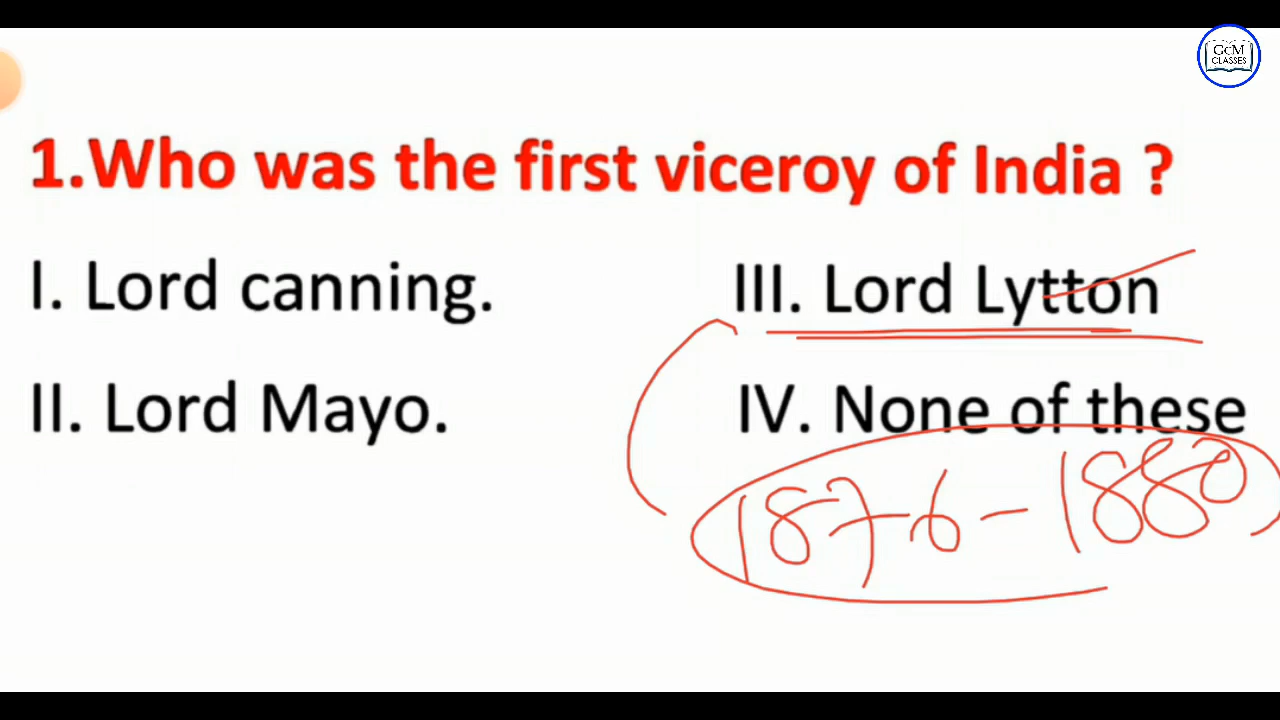 GCM
CLASSES
1.Who was the first viceroy of India ?
I. Lord canning.
III. Lord Lytton
II. Lord Mayo.
IV. None of these
1876-1880